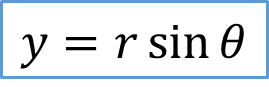 y = r sin θ